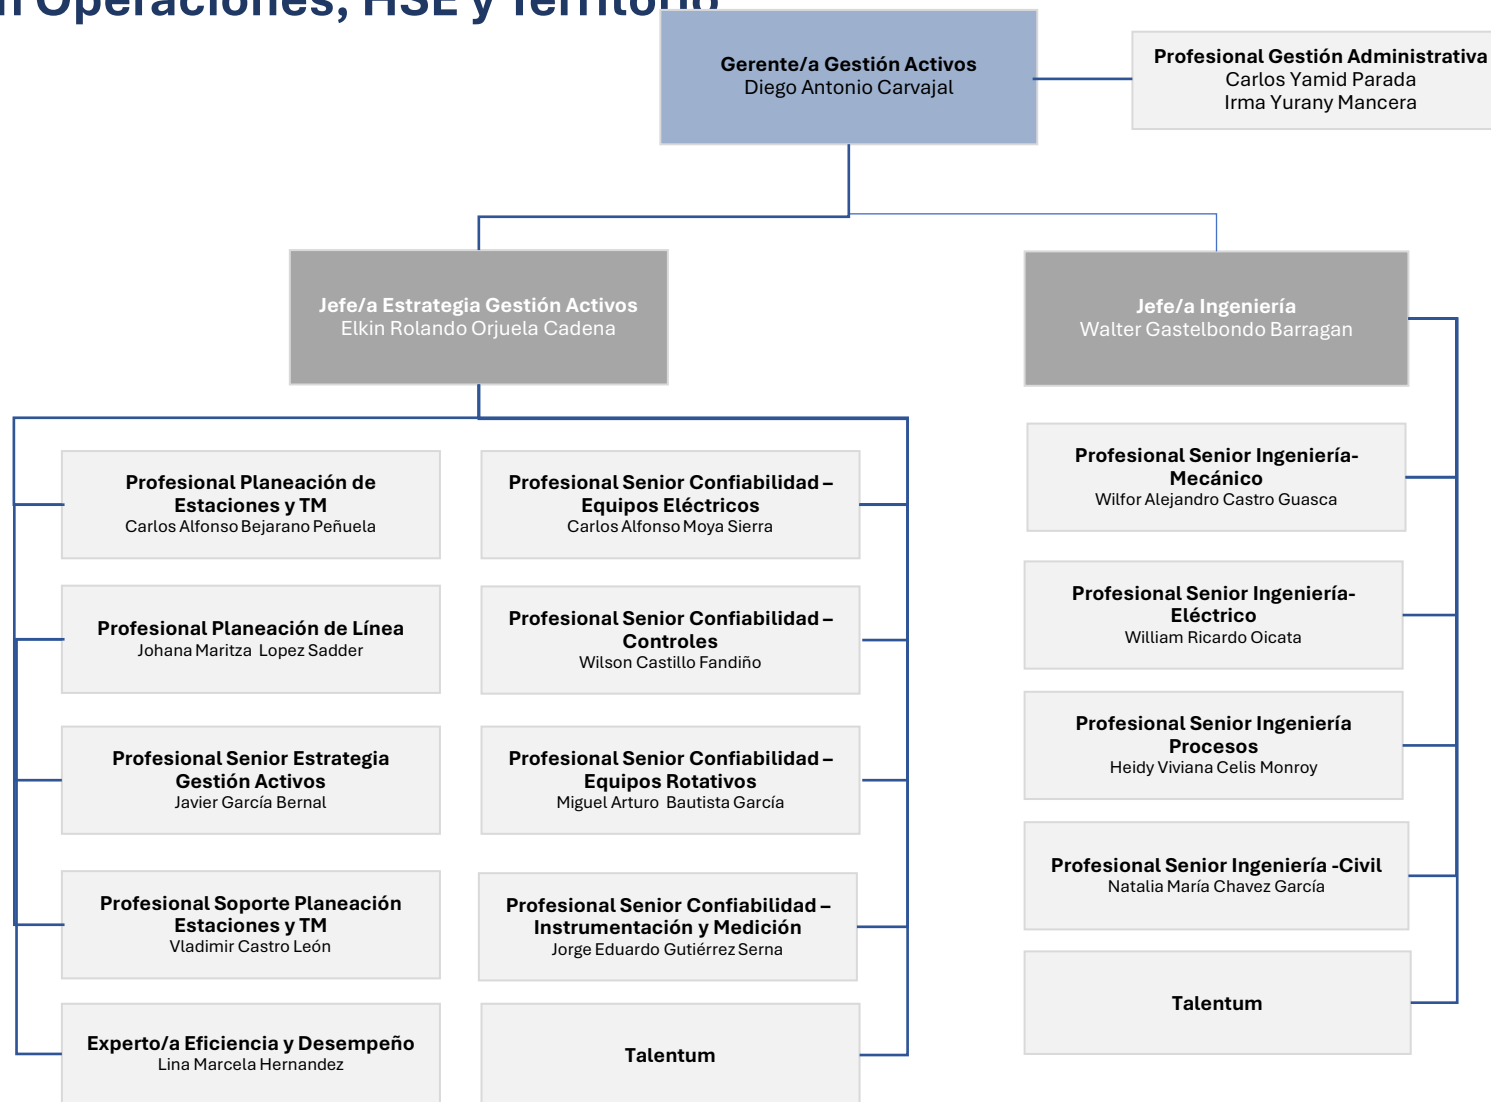 n Operaciones, HSE y Territorio
Gerente/a Gestión Activos
Diego Antonio Carvajal
Profesional Gestión Administrativa
Carlos Yamid Parada
Irma Yurany Mancera
Jefe/a Estrategia Gestión Activos
Elkin Rolando Orjuela Cadena
Jefe/a Ingeniería
Walter Gastelbondo Barragan
Profesional Planeación de
Estaciones y TM
Carlos Alfonso Bejarano Peñuela
Profesional Planeación de Línea
Johana Maritza Lopez Sadder
Profesional Senior Estrategia
Gestión Activos
Javier García Bernal
Profesional Soporte Planeación
Estaciones y TM
Vladimir Castro León
Experto/a Eficiencia y Desempeño
Lina Marcela Hernandez
Profesional Senior Confiabilidad –
Equipos Eléctricos
Carlos Alfonso Moya Sierra
Profesional Senior Confiabilidad –
Controles
Wilson Castillo Fandiño
Profesional Senior Confiabilidad –
Equipos Rotativos
Miguel Arturo Bautista García
Profesional Senior Confiabilidad –
Instrumentación y Medición
Jorge Eduardo Gutiérrez Serna
Talentum
Profesional Senior Ingeniería-
Mecánico
Wilfor Alejandro Castro Guasca
Profesional Senior Ingeniería-
Eléctrico
William Ricardo Oicata
Profesional Senior Ingeniería
Procesos
Heidy Viviana Celis Monroy
Profesional Senior Ingeniería -Civil
Natalia María Chavez García
Talentum